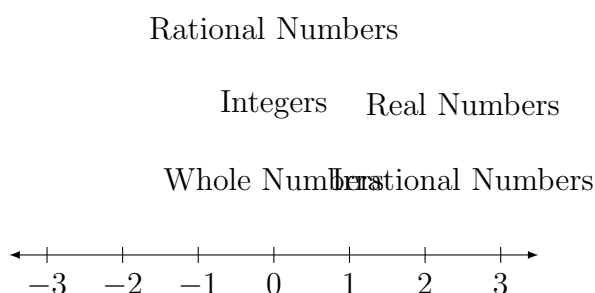 Rational Numbers
Integers
Real Numbers
Whole Numbers
Irrational Numbers
−3 −2 −1 0 1 2 3